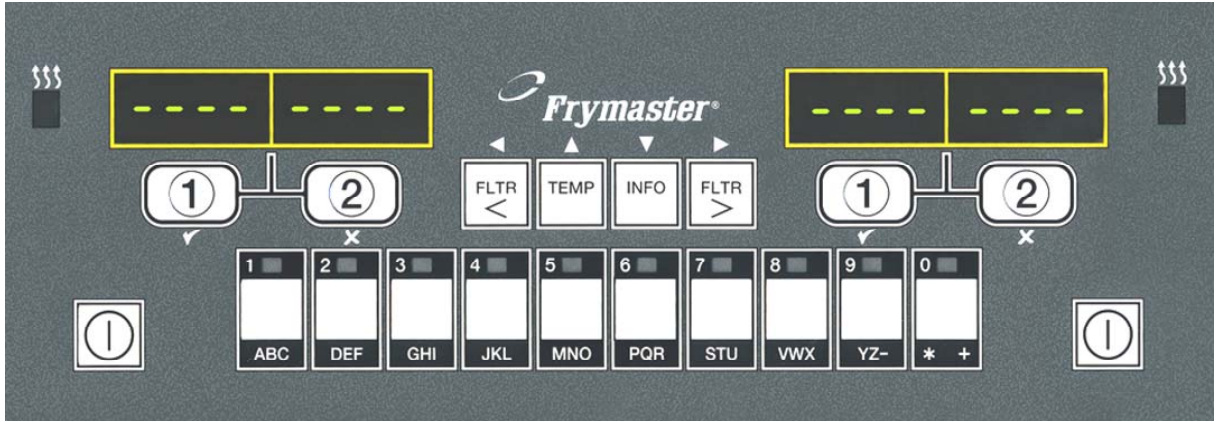 ---- ---- ---- ----
Frymaster®
1 2 FLTR < TEMP INFO FLTR > 1 2
1 2 3 4 5 6 7 8 9 0
ABC DEF GHI JKL MNO PQR STU VWX YZ- * +